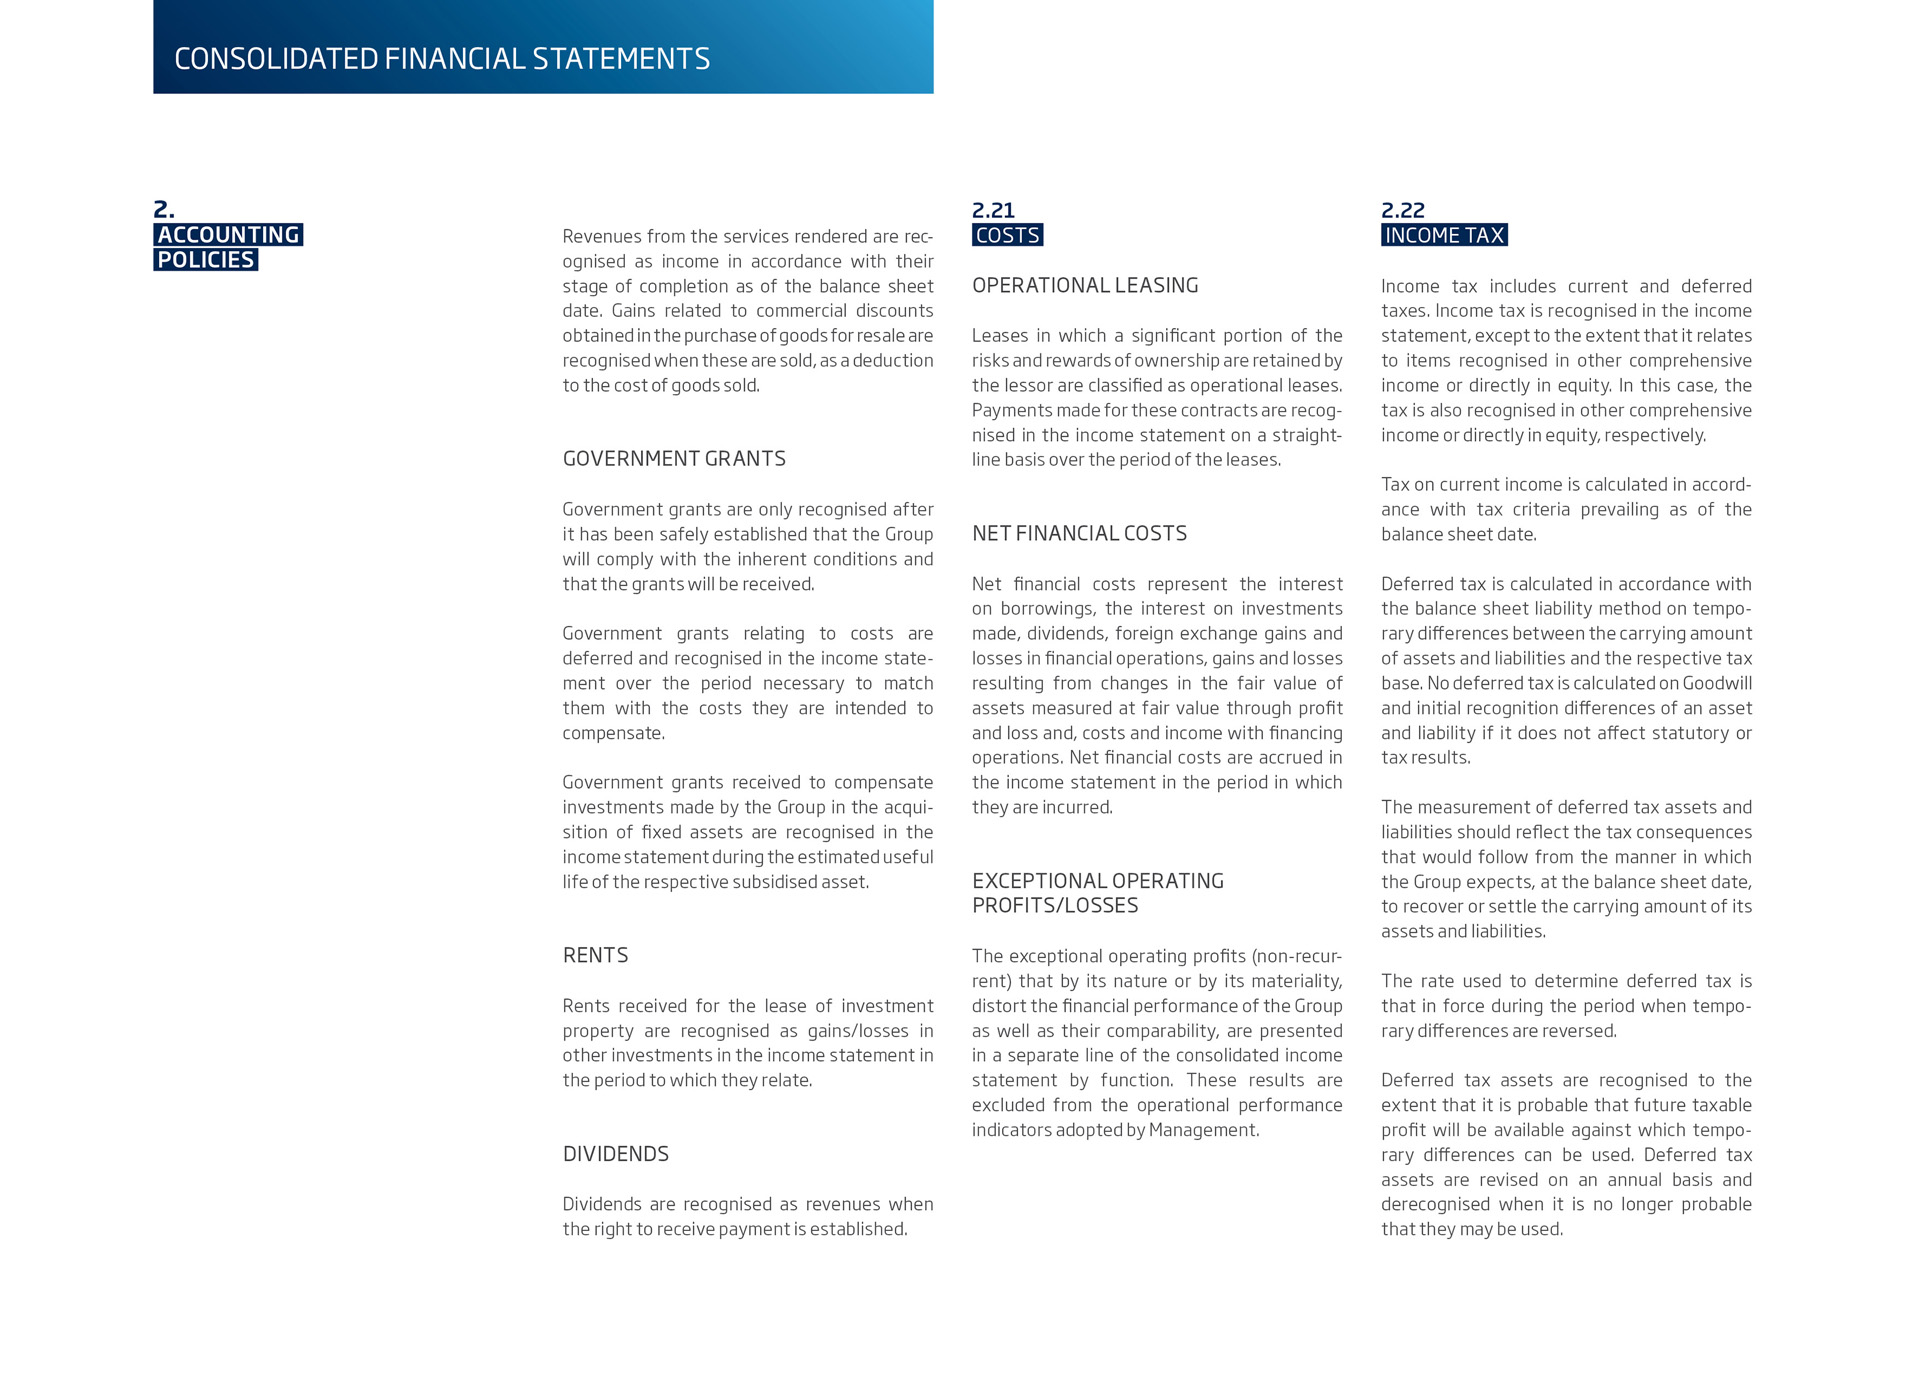 CONSOLIDATED FINANCIAL STATEMENTS
2.
ACCOUNTING
POLICIES
Revenues from the services rendered are rec-
ognised as income in accordance with their
stage of completion as of the balance sheet
date. Gains related to commercial discounts
obtained in the purchase of goods for resale are
recognised when these are sold, as a deduction
to the cost of goods sold.
GOVERNMENT GRANTS
Government grants are only recognised after
it has been safely established that the Group
will comply with the inherent conditions and
that the grants will be received.
Government grants relating to costs are
deferred and recognised in the income state-
ment over the period necessary to match
them with the costs they are intended to
compensate.
Government grants received to compensate
investments made by the Group in the acqui-
sition of fixed assets are recognised in the
income statement during the estimated useful
life of the respective subsidised asset.
RENTS
Rents received for the lease of investment
property are recognised as gains/losses in
other investments in the income statement in
the period to which they relate.
DIVIDENDS
Dividends are recognised as revenues when
the right to receive payment is established.
2.21
COSTS
OPERATIONAL LEASING
Leases in which a significant portion of the
risks and rewards of ownership are retained by
the lessor are classified as operational leases.
Payments made for these contracts are recog-
nised in the income statement on a straight-
line basis over the period of the leases.
NET FINANCIAL COSTS
Net financial costs represent the interest
on borrowings, the interest on investments
made, dividends, foreign exchange gains and
losses in financial operations, gains and losses
resulting from changes in the fair value of
assets measured at fair value through profit
and loss and, costs and income with financing
operations. Net financial costs are accrued in
the income statement in the period in which
they are incurred.
EXCEPTIONAL OPERATING
PROFITS/LOSSES
The exceptional operating profits (non-recur-
rent) that by its nature or by its materiality,
distort the financial performance of the Group
as well as their comparability, are presented
in a separate line of the consolidated income
statement by function. These results are
excluded from the operational performance
indicators adopted by Management.
2.22
INCOME TAX
Income tax includes current and deferred
taxes. Income tax is recognised in the income
statement, except to the extent that it relates
to items recognised in other comprehensive
income or directly in equity. In this case, the
tax is also recognised in other comprehensive
income or directly in equity, respectively.
Tax on current income is calculated in accord-
ance with tax criteria prevailing as of the
balance sheet date.
Deferred tax is calculated in accordance with
the balance sheet liability method on tempo-
rary differences between the carrying amount
of assets and liabilities and the respective tax
base. No deferred tax is calculated on Goodwill
and initial recognition differences of an asset
and liability if it does not affect statutory or
tax results.
The measurement of deferred tax assets and
liabilities should reflect the tax consequences
that would follow from the manner in which
the Group expects, at the balance sheet date,
to recover or settle the carrying amount of its
assets and liabilities.
The rate used to determine deferred tax is
that in force during the period when tempo-
rary differences are reversed.
Deferred tax assets are recognised to the
extent that it is probable that future taxable
profit will be available against which tempo-
rary differences can be used. Deferred tax
assets are revised on an annual basis and
derecognised when it is no longer probable
that they may be used.